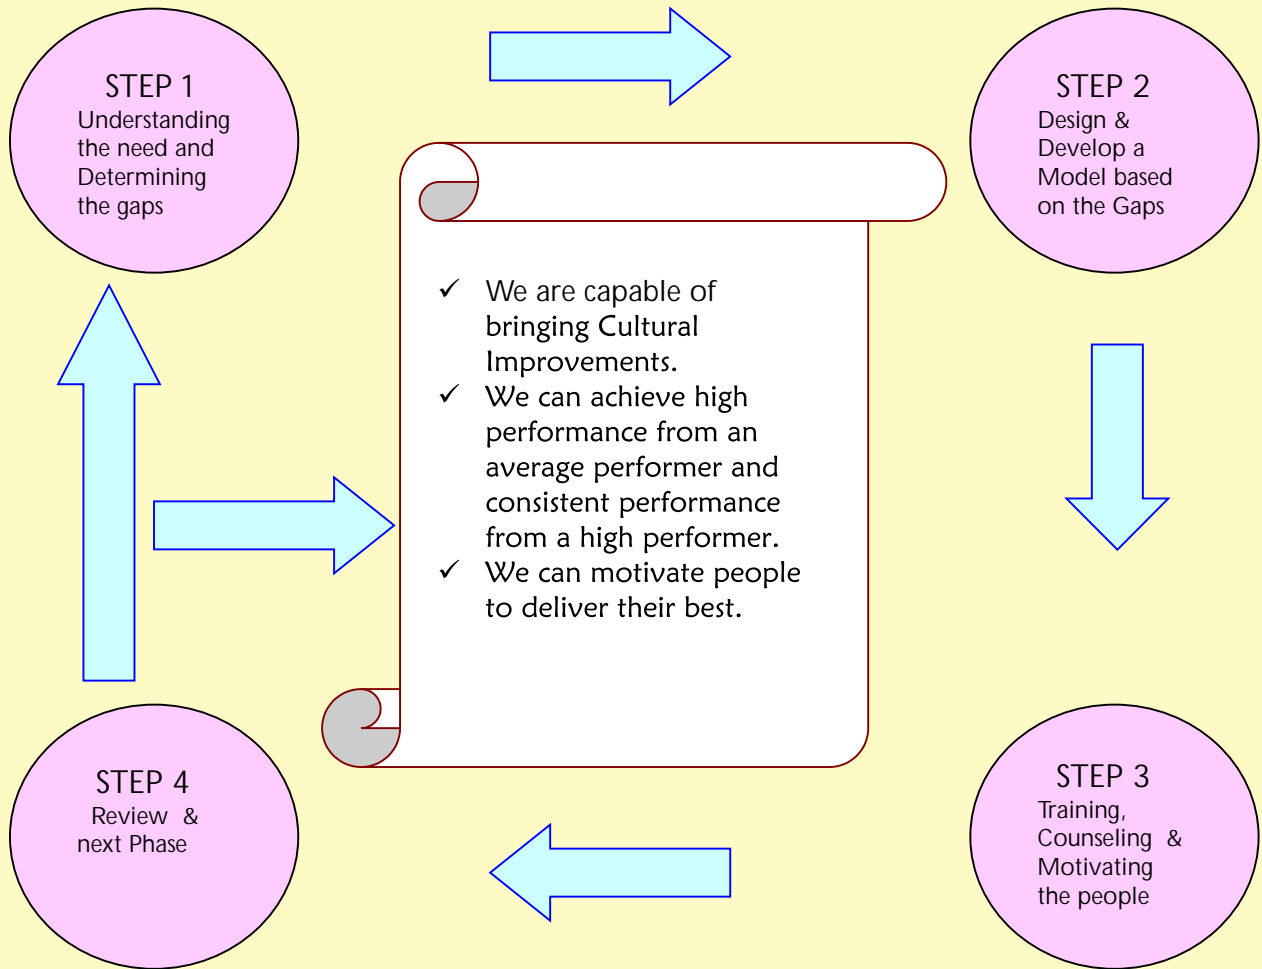 STEP 1
Understanding
the need and
Determining
the gaps
STEP 2
Design &
Develop a
Model based
on the Gaps
✓ We are capable of
bringing Cultural
Improvements.
✓ We can achieve high
performance from an
average performer and
consistent performance
from a high performer.
✓ We can motivate people
to deliver their best.
STEP 3
Training,
Counseling &
Motivating
the people
STEP 4
Review &
next Phase